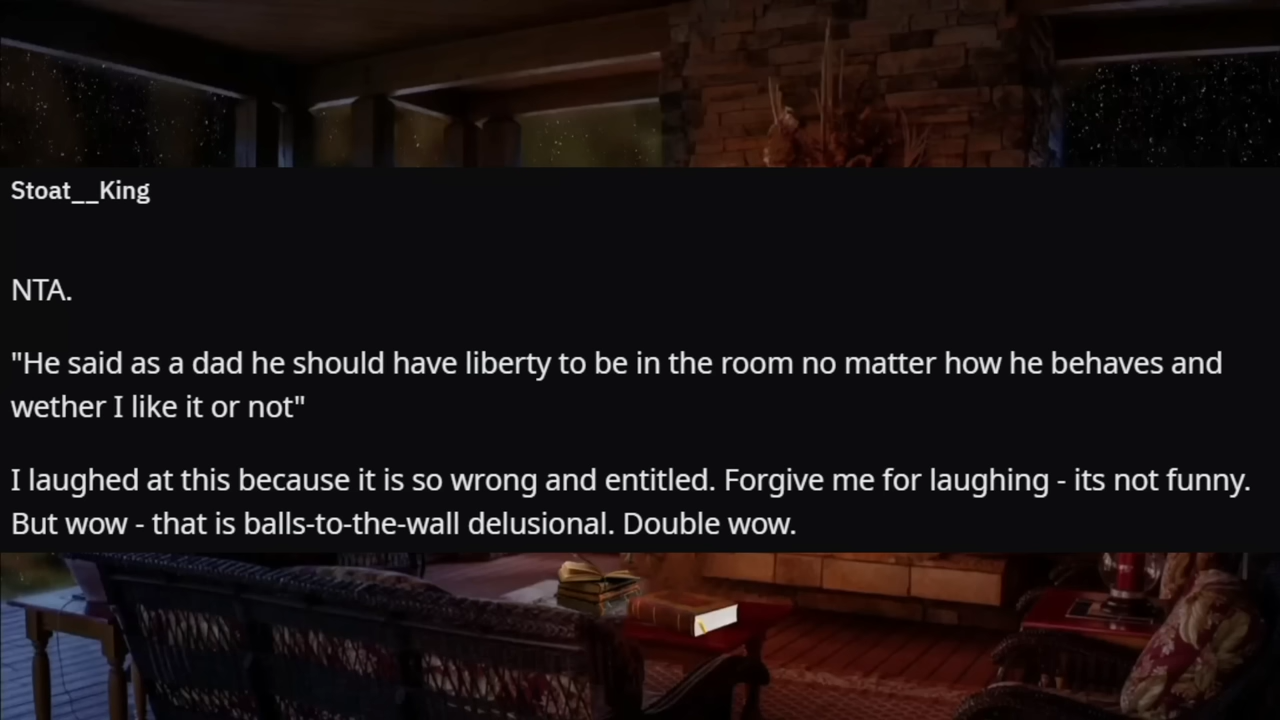 Stoat__King
NTA.
"He said as a dad he should have liberty to be in the room no matter how he behaves and
wether I like it or not"
I laughed at this because it is so wrong and entitled. Forgive me for laughing - its not funny.
But wow - that is balls-to-the-wall delusional. Double wow.